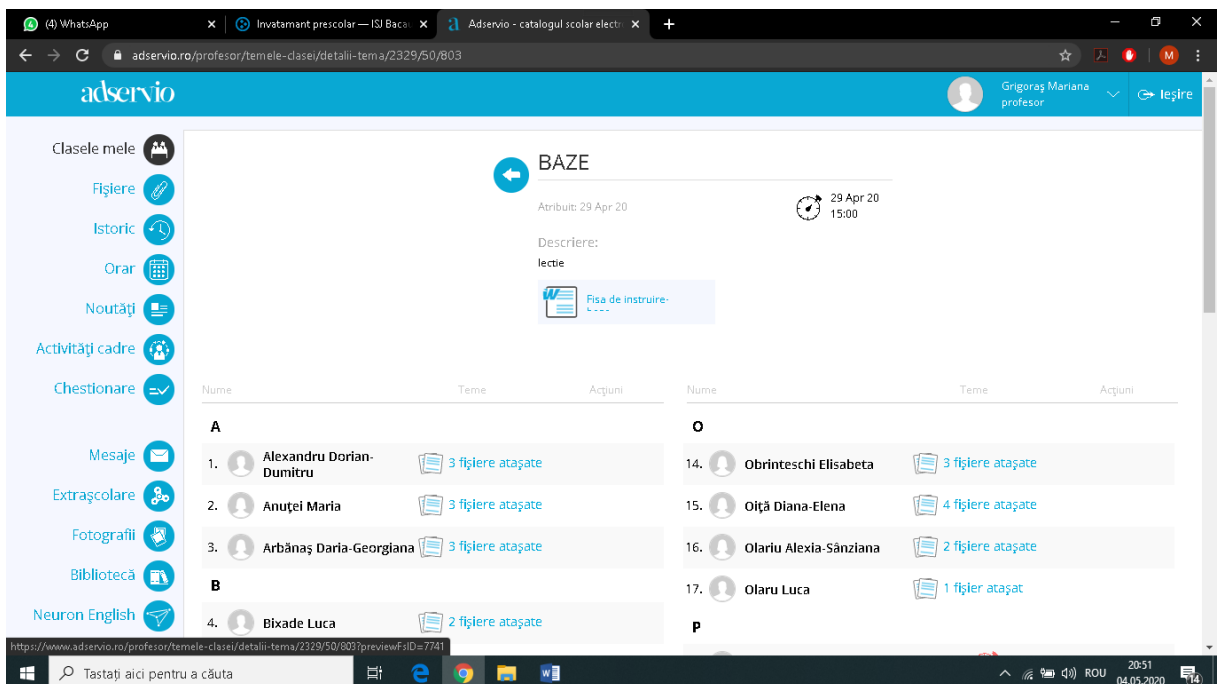 (4) WhatsApp
Invatamant prescolar — ISJ Bacau
Adservio - catalogul scolar electr
adservio.ro/profesor/temele-clasei/detalii-tema/2329/50/803
M
adservio
Grigoraş Mariana
profesor
Ieşire
Clasele mele
Fişiere
Istoric
Orar
Noutăţi
Activităţi cadre
Chestionare
Mesaje
Extraşcolare
Fotografii
Bibliotecă
Neuron English
BAZE
Atribuit: 29 Apr 20
29 Apr 20
15:00
Descriere:
lectie
Fisa de instruire-
Nume Teme Acţiuni
A
1. Alexandru Dorian-
Dumitru
3 fişiere ataşate
2. Anuţei Maria 3 fişiere ataşate
3. Arbănaş Daria-Georgiana 3 fişiere ataşate
B
4. Bixade Luca 2 fişiere ataşate
Nume Teme Acţiuni
O
14. Obrinteschi Elisabeta 3 fişiere ataşate
15. Oiţă Diana-Elena 4 fişiere ataşate
16. Olariu Alexia-Sânziana 2 fişiere ataşate
17. Olaru Luca 1 fişier ataşat
P
https://www.adservio.ro/profesor/temele-clasei/detalii-tema/2329/50/803?previewFsID=7741
Tastați aici pentru a căuta
ROU
20:51
04.05.2020
14